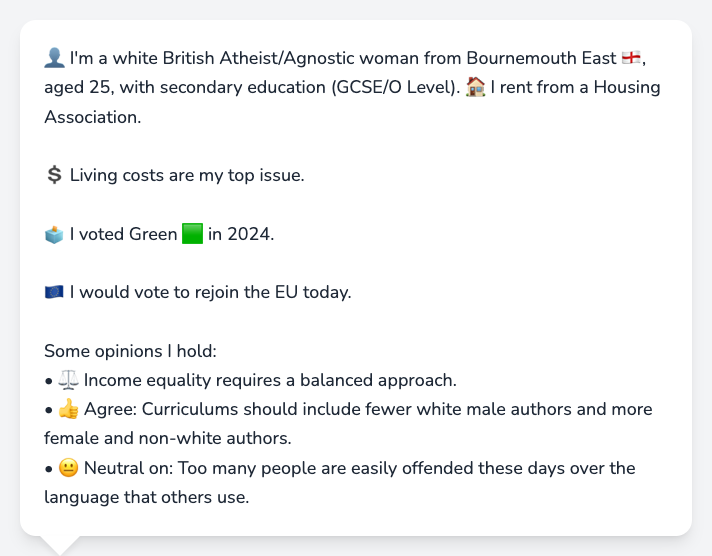 👤 I'm a white British Atheist/Agnostic woman from Bournemouth East 🏴󠁧󠁢󠁥󠁮󠁧󠁿,
aged 25, with secondary education (GCSE/O Level). 🏠 I rent from a Housing
Association.
💲 Living costs are my top issue.
🗳️ I voted Green 🟩 in 2024.
🇪🇺 I would vote to rejoin the EU today.
Some opinions I hold:
• ⚖️ Income equality requires a balanced approach.
• 👍 Agree: Curriculums should include fewer white male authors and more
female and non-white authors.
• 😐 Neutral on: Too many people are easily offended these days over the
language that others use.